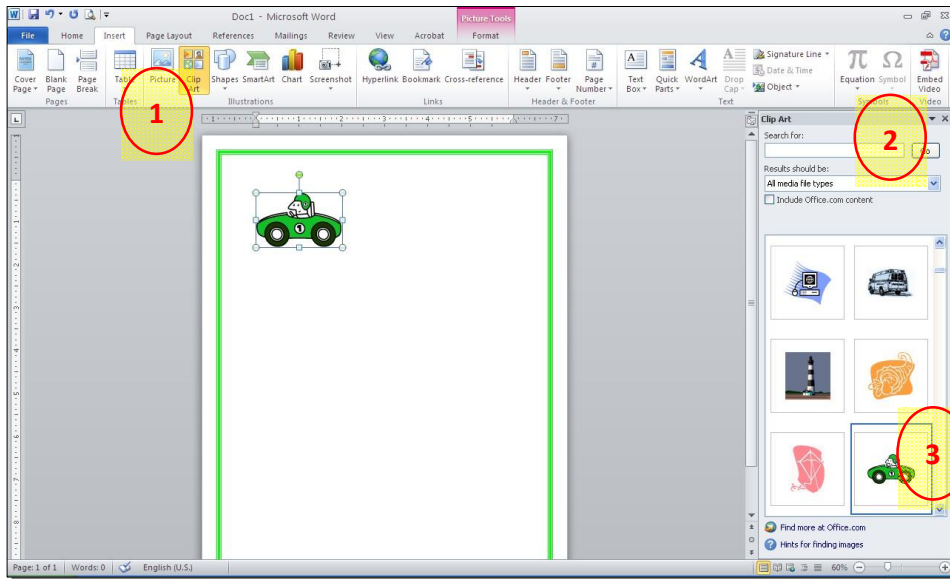 Doc1 - Microsoft Word
Picture Tools
File Home Insert Page Layout References Mailings Review View Acrobat Format
Cover Page Blank Page Page Break Table Picture Clip Art Shapes SmartArt Chart Screenshot Hyperlink Bookmark Cross-reference Header Footer Page Number Text Box Quick Parts WordArt Drop Cap Signature Line Date & Time Object Equation Symbol Embed Video
Pages Tables Illustrations Links Header & Footer Text Symbols Video
1
2
3
Clip Art
Search for:
Go
Results should be:
All media file types
Include Office.com content
1
Find more at Office.com
Hints for finding images
Page: 1 of 1 Words: 0 English (U.S.) 60%